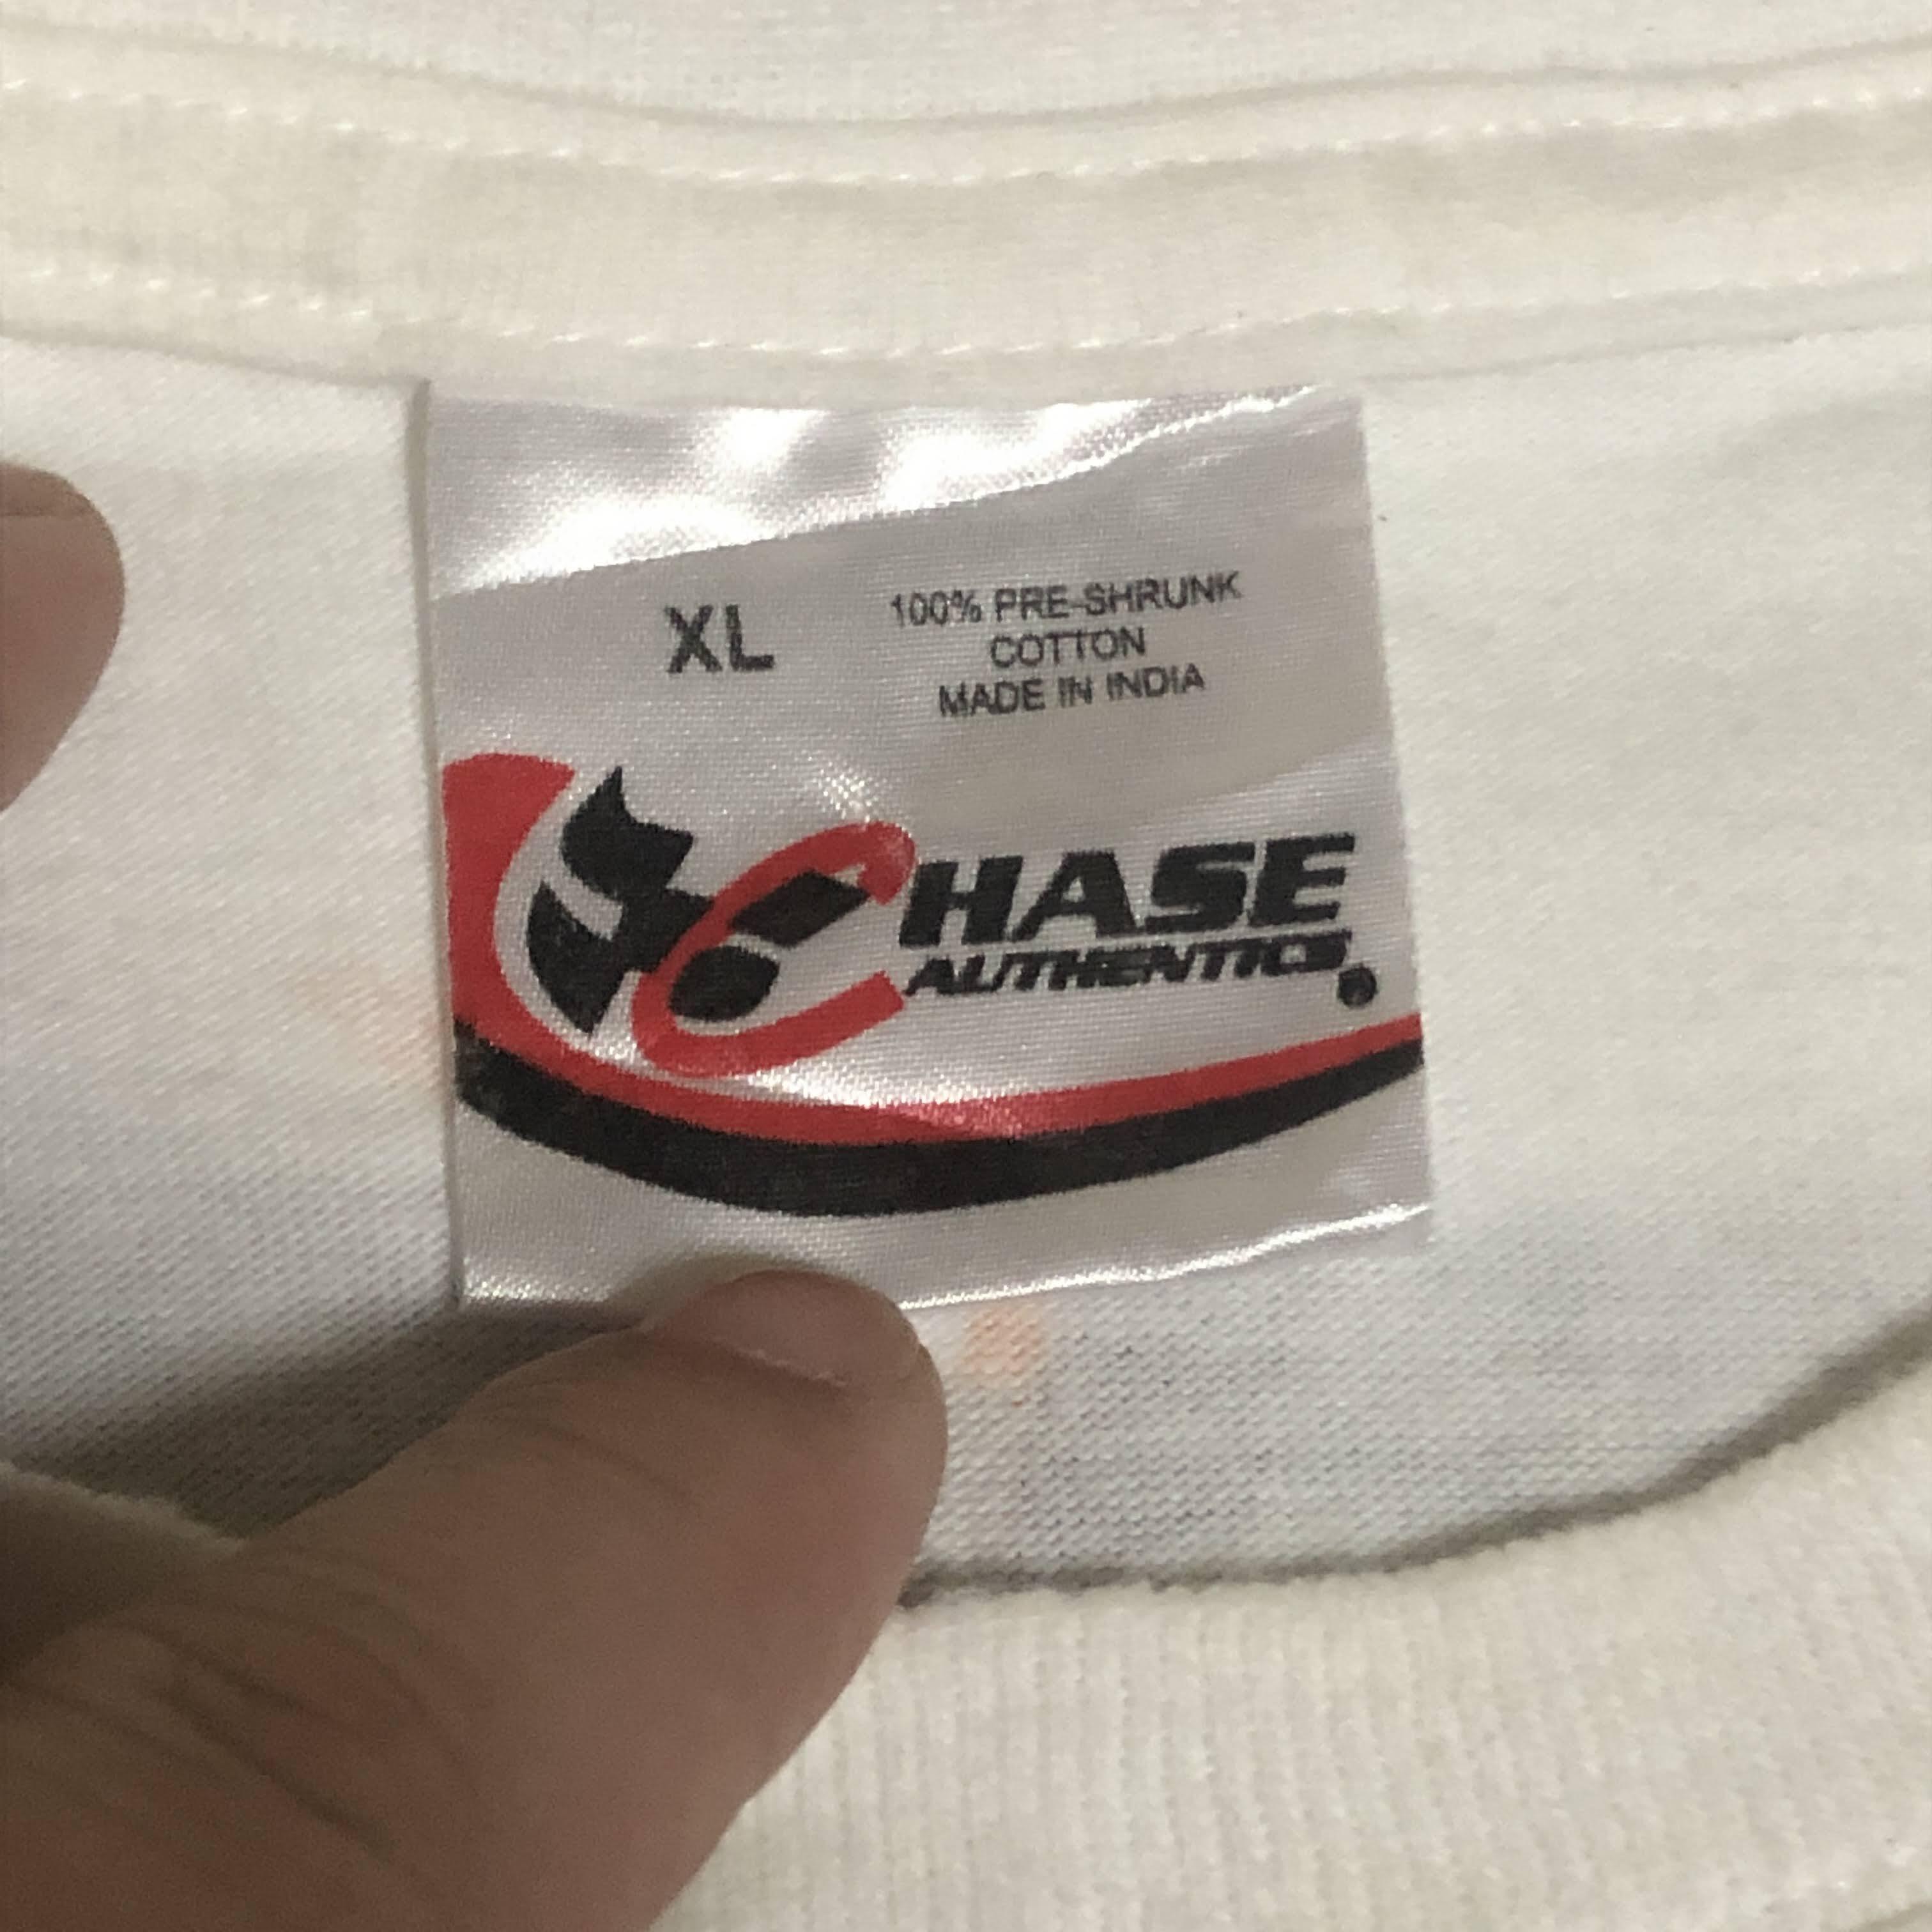 XL
100% PRE-SHRUNK
COTTON
MADE IN INDIA
CHASE
AUTHENTICS